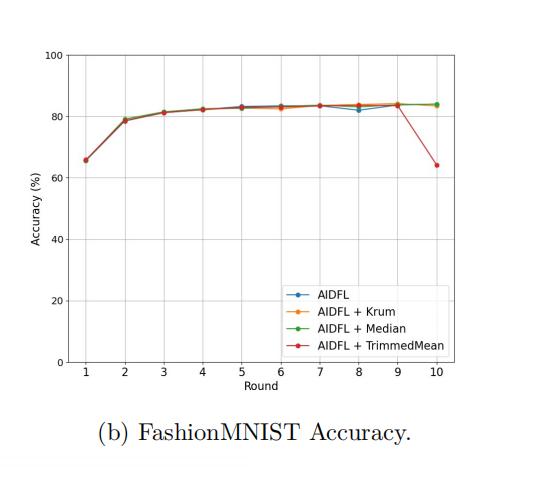 100
80
60
40
20
0
Accuracy (%)
1 2 3 4 5 6 7 8 9 10
Round
AIDFL
AIDFL + Krum
AIDFL + Median
AIDFL + TrimmedMean
(b) FashionMNIST Accuracy.